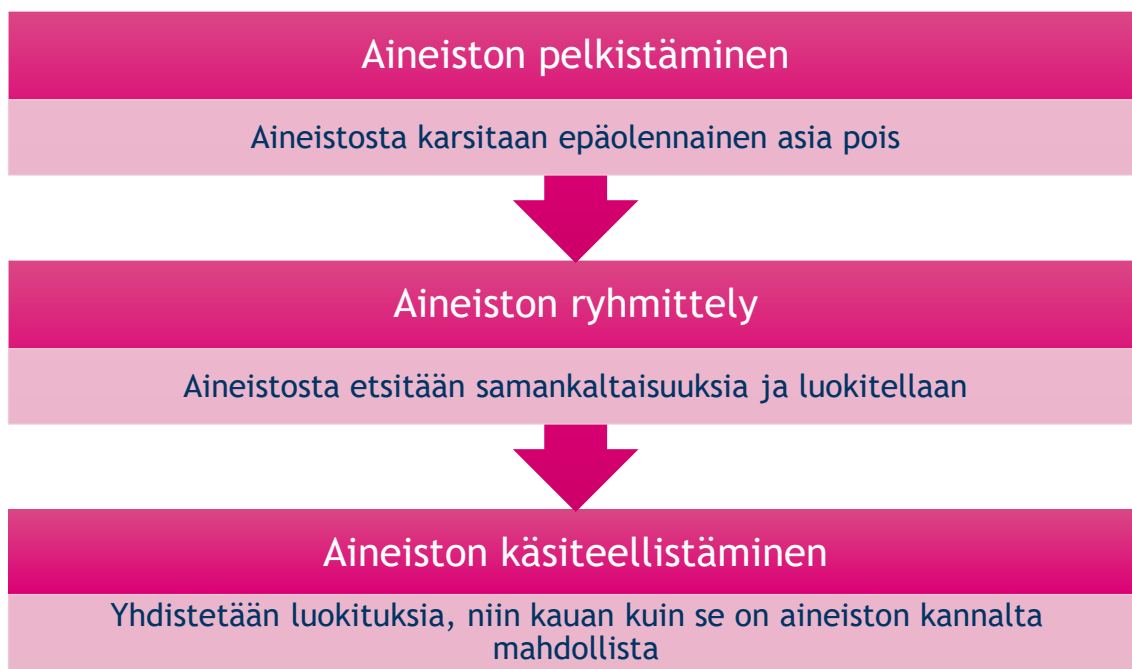 Aineiston pelkistäminen
Aineistosta karsitaan epäolennainen asia pois
Aineiston ryhmittely
Aineistosta etsitään samankaltaisuuksia ja luokitellaan
Aineiston käsiteellistäminen
Yhdistetään luokituksia, niin kauan kuin se on aineiston kannalta
mahdollista